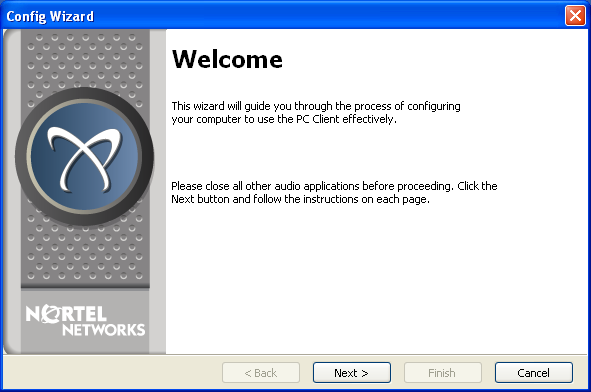 Config Wizard
Welcome
This wizard will guide you through the process of configuring
your computer to use the PC Client effectively.
Please close all other audio applications before proceeding. Click the
Next button and follow the instructions on each page.
NORTEL
NETWORKS
< Back
Next >
Finish
Cancel